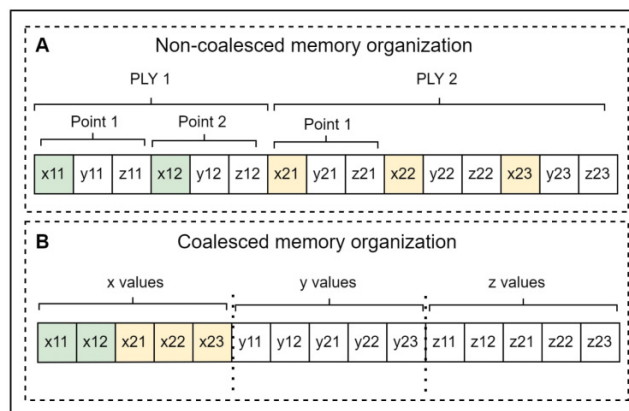 A Non-coalesced memory organization
PLY 1 PLY 2
Point 1 Point 2 Point 1
x11 y11 z11 x12 y12 z12 x21 y21 z21 x22 y22 z22 x23 y23 z23
B Coalesced memory organization
x values y values z values
x11 x12 x21 x22 x23 y11 y12 y21 y22 y23 z11 z12 z21 z22 z23